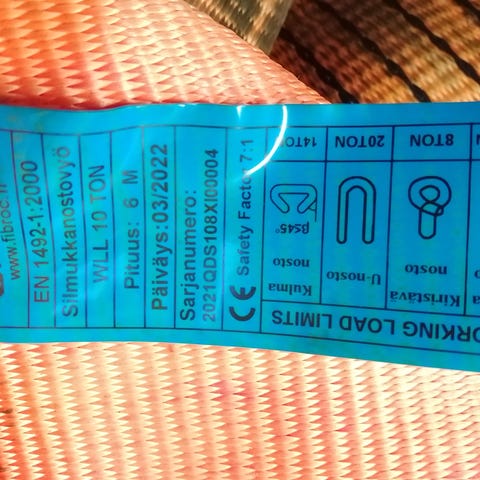 www.fibroc.fi
EN 1492-1:2000
Silmukkanostovyö
WLL 10 TON
Pituus: 6 M
Päiväys:03/2022
Sarjanumero:
2021QDS108XI00004
CE Safety Factor 7:1
WORKING LOAD LIMITS
Kiristävä nosto
8TON
U-nosto
20TON
Kulma nosto
β≤45°
14TON